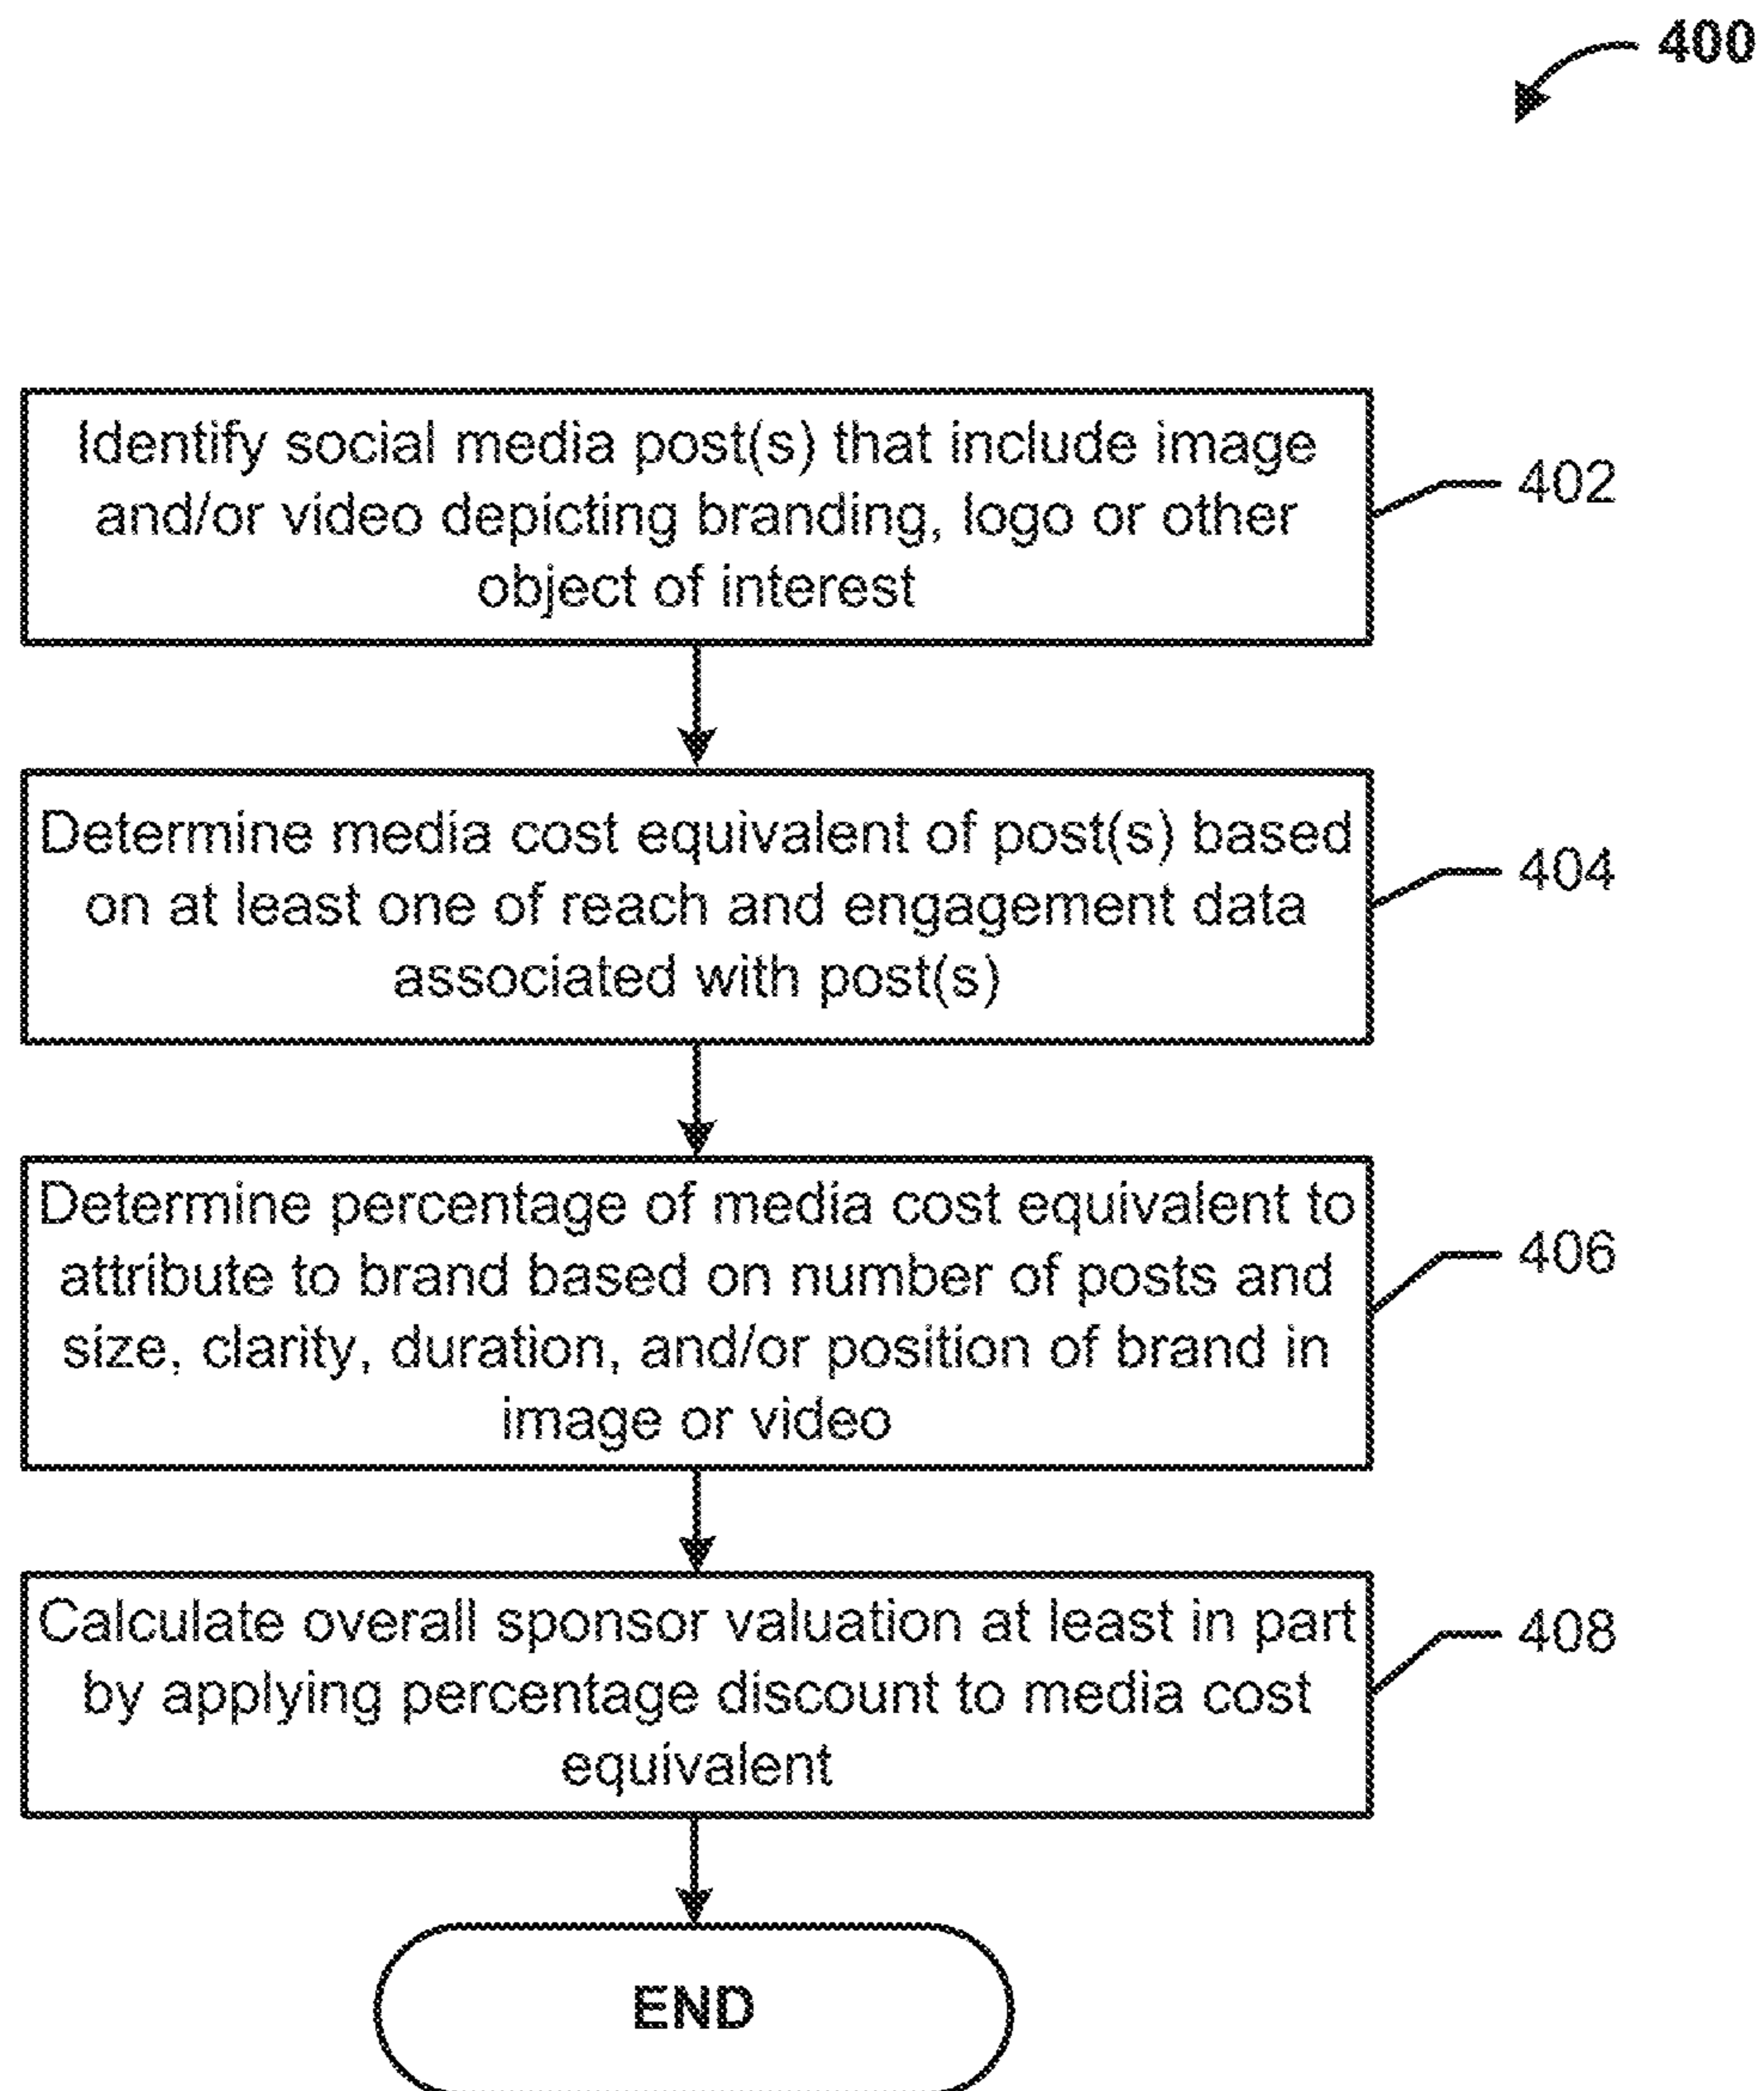 400
Identify social media post(s) that include image
and/or video depicting branding, logo or other
object of interest
402
Determine media cost equivalent of post(s) based
on at least one of reach and engagement data
associated with post(s)
404
Determine percentage of media cost equivalent to
attribute to brand based on number of posts and
size, clarity, duration, and/or position of brand in
image or video
406
Calculate overall sponsor valuation at least in part
by applying percentage discount to media cost
equivalent
408
END